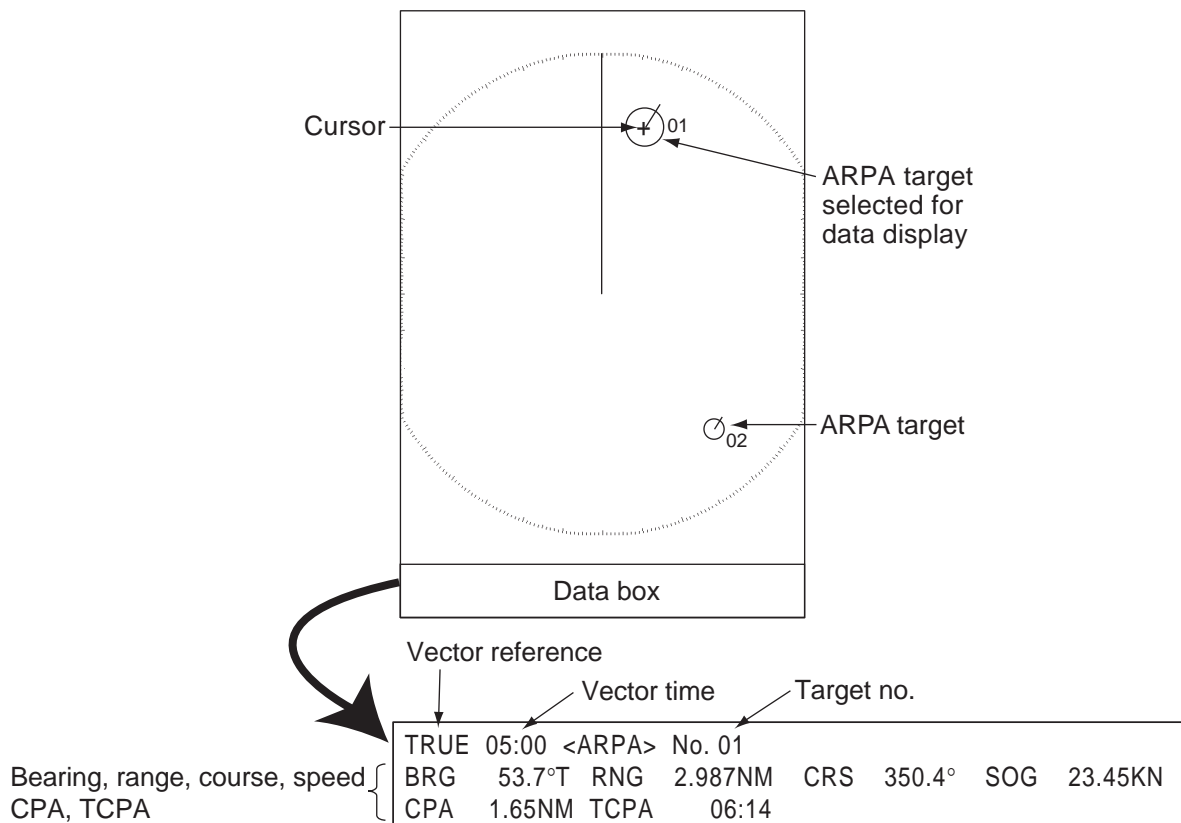 Cursor
01
ARPA target
selected for
data display
02
ARPA target
Data box
Vector reference
Vector time
Target no.
TRUE 05:00 <ARPA> No. 01
Bearing, range, course, speed
CPA, TCPA
BRG 53.7°T RNG 2.987NM CRS 350.4° SOG 23.45KN
CPA 1.65NM TCPA 06:14